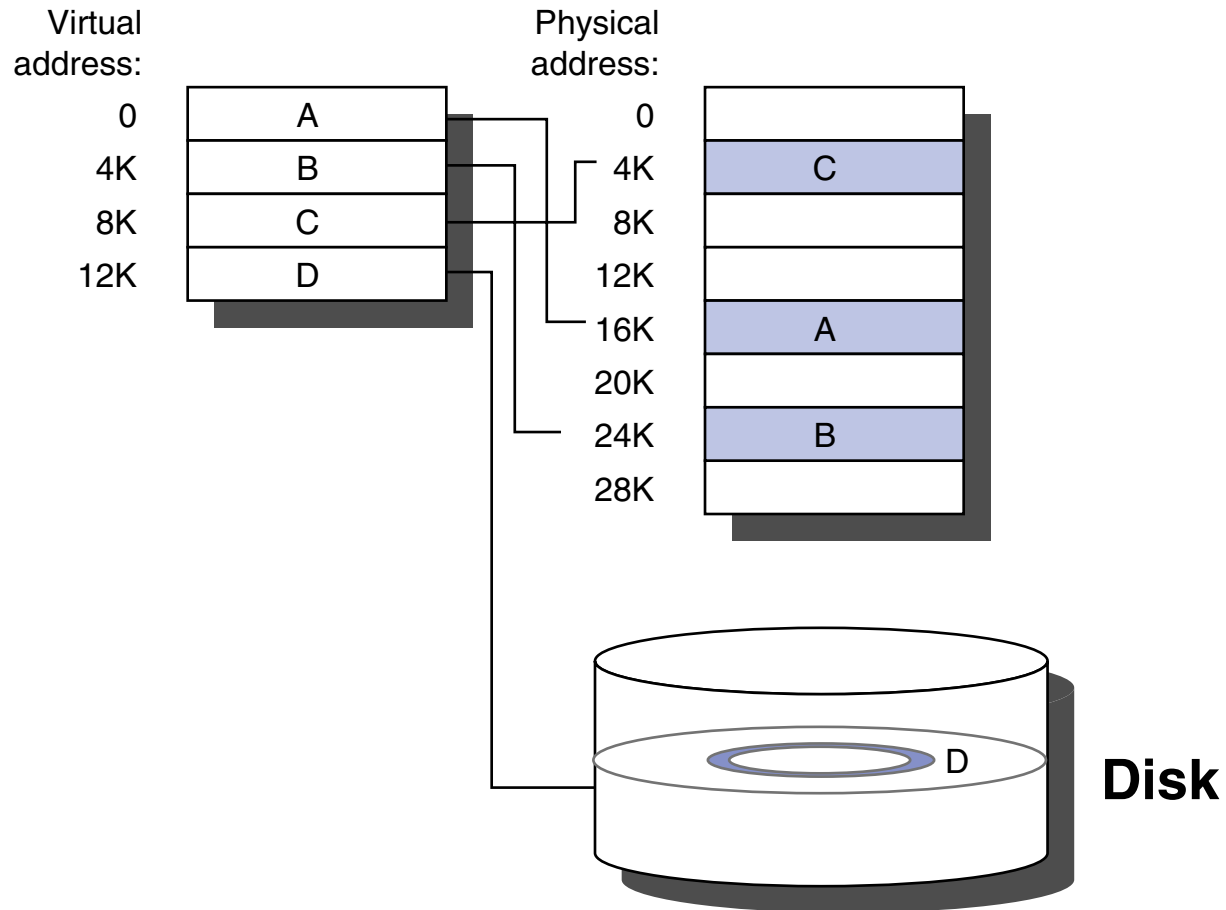 Virtual
address:
0
4K
8K
12K
A
B
C
D
Physical
address:
0
4K
8K
12K
16K
20K
24K
28K
C
A
B
D
Disk